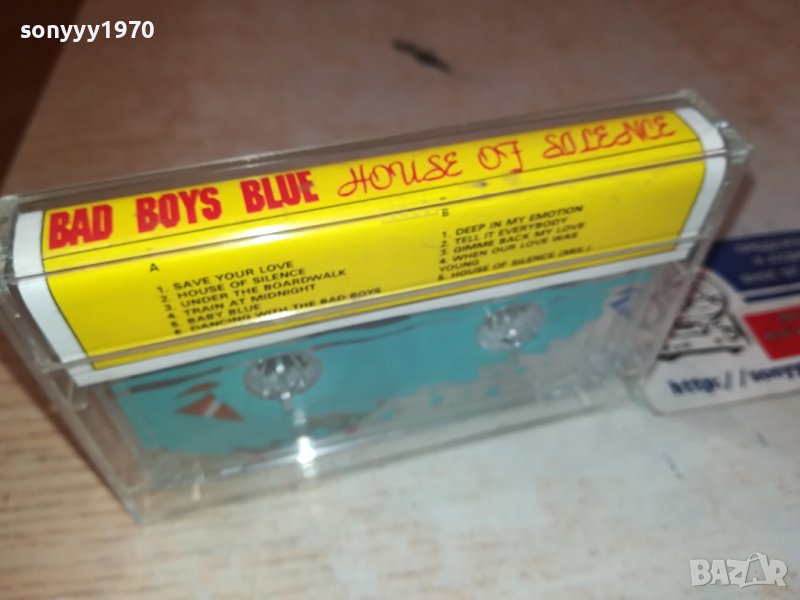 sonyyy1970
BAD BOYS BLUE HOUSE OF SILENCE
A
1. SAVE YOUR LOVE
2. HOUSE OF SILENCE
3. UNDER THE BOARDWALK
4. TRAIN AT MIDNIGHT
5. BABY BLUE
6. DANCING WITH THE BAD BOYS
B
1. DEEP IN MY EMOTION
2. TELL IT EVERYBODY
3. GIMME BACK MY LOVE
4. WHEN OUR LOVE WAS
YOUNG
5. HOUSE OF SILENCE (MIX.)
http://sonyy
BAZAR